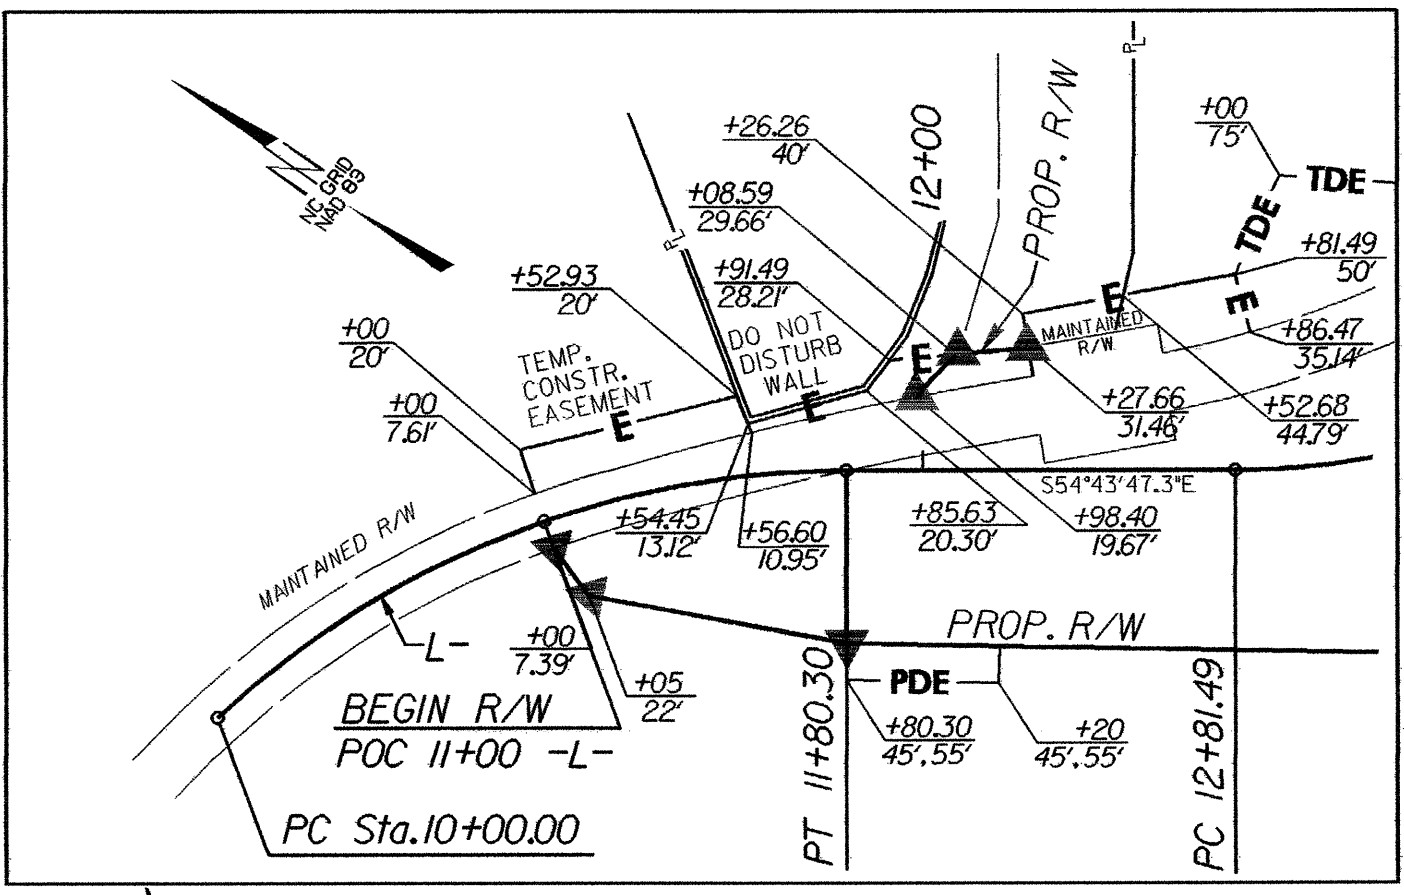 NC GRID
NAD 83
+00
20'
+00
7.61'
+52.93
20'
TEMP.
CONSTR.
EASEMENT
E
PL
+26.26
40'
+08.59
29.66'
+91.49
28.21'
DO NOT
DISTURB
WALL
E
12+00
PROP. R/W
PL
+00
75'
TDE
TDE
+81.49
50'
E
E
E
MAINTAINED
R/W
+86.47
35.14'
+27.66
31.46'
+52.68
44.79'
S54°43'47.3"E
MAINTAINED R/W
+54.45
13.12'
+56.60
10.95'
+85.63
20.30'
+98.40
19.67'
-L-
+00
7.39'
+05
22'
PROP. R/W
BEGIN R/W
POC 11+00 -L-
PDE
+80.30
45',55'
+20
45',55'
PT 11+80.30
PC 12+81.49
PC Sta.10+00.00